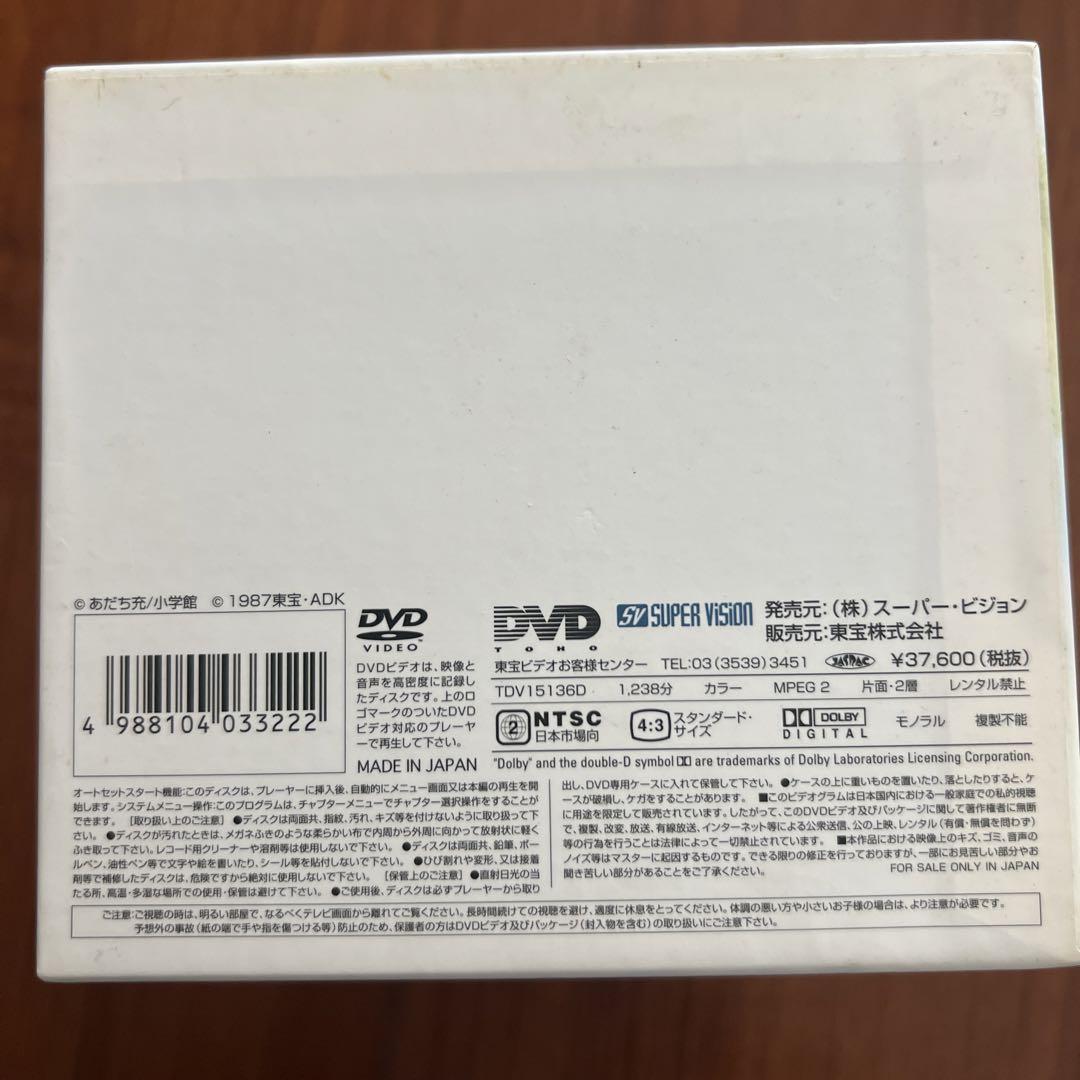 © あだち充/小学館 © 1987東宝・ADK
4 988104 033222
DVD
VIDEO
DVDビデオは、映像と
音声を高密度に記録し
たディスクです。上のロ
ゴマークのついたDVD
ビデオ対応のプレーヤ
ーで再生して下さい。
MADE IN JAPAN
DVD
TOHO
SV SUPER ViSiON
発売元:(株)スーパー・ビジョン
販売元:東宝株式会社
東宝ビデオお客様センター TEL:03(3539)3451 JASRAC ¥37,600(税抜)
TDV15136D 1,238分 カラー MPEG 2 片面・2層 レンタル禁止
2 NTSC
日本市場向
4:3 スタンダード・
サイズ
DOLBY
DIGITAL
モノラル 複製不能
"Dolby" and the double-D symbol are trademarks of Dolby Laboratories Licensing Corporation.
オートセットスタート機能:このディスクは、プレーヤーに挿入後、自動的にメニュー画面又は本編の再生を開
始します。システムメニュー操作:このプログラムは、チャプターメニューでチャプター選択操作をすることが
できます。 [取り扱い上のご注意] ●ディスクは両面共、指紋、汚れ、キズ等を付けないように取り扱って下さ
い。 ●ディスクが汚れたときは、メガネふきのような柔らかい布で内周から外周に向かって放射状に軽く
ふき取って下さい。レコード用クリーナーや溶剤等は使用しないで下さい。 ●ディスクは両面共、鉛筆、ボー
ルペン、油性ペン等で文字や絵を書いたり、シール等を貼付しないで下さい。 ●ひび割れや変形、又は接着
剤等で補修したディスクは、危険ですから絶対に使用しないで下さい。 [保管上のご注意] ●直射日光の当
たる所、高温・多湿な場所での使用・保管は避けて下さい。 ●ご使用後、ディスクは必ずプレーヤーから取り
出し、DVD専用ケースに入れて保管して下さい。 ●ケースの上に重いものを置いたり、落としたりすると、ケ
ースが破損し、ケガをすることがあります。 ■このビデオグラムは日本国内における一般家庭での私的視聴
に用途を限定して販売されています。したがって、このDVDビデオ及びパッケージに関して著作権者に無断
で、複製、改変、放送、有線放送、インターネット等による公衆送信、公の上映、レンタル(有償・無償を問わず)
等の行為を行うことは法律によって一切禁止されています。 ■本作品における映像上のキズ、ゴミ、音声の
ノイズ等はマスターに起因するものです。できる限りの修正を行っておりますが、一部にお見苦しい部分やお
聞き苦しい部分があることをご了承ください。 FOR SALE ONLY IN JAPAN
ご注意:ご視聴の時は、明るい部屋で、なるべくテレビ画面から離れてご覧ください。長時間続けての視聴を避け、適度に休息をとってください。体調の悪い方や小さいお子様の場合は、より注意が必要です。
予想外の事故(紙の端で手や指を傷つける等)防止のため、保護者の方はDVDビデオ及びパッケージ(封入物を含む)の取り扱いにご注意下さい。